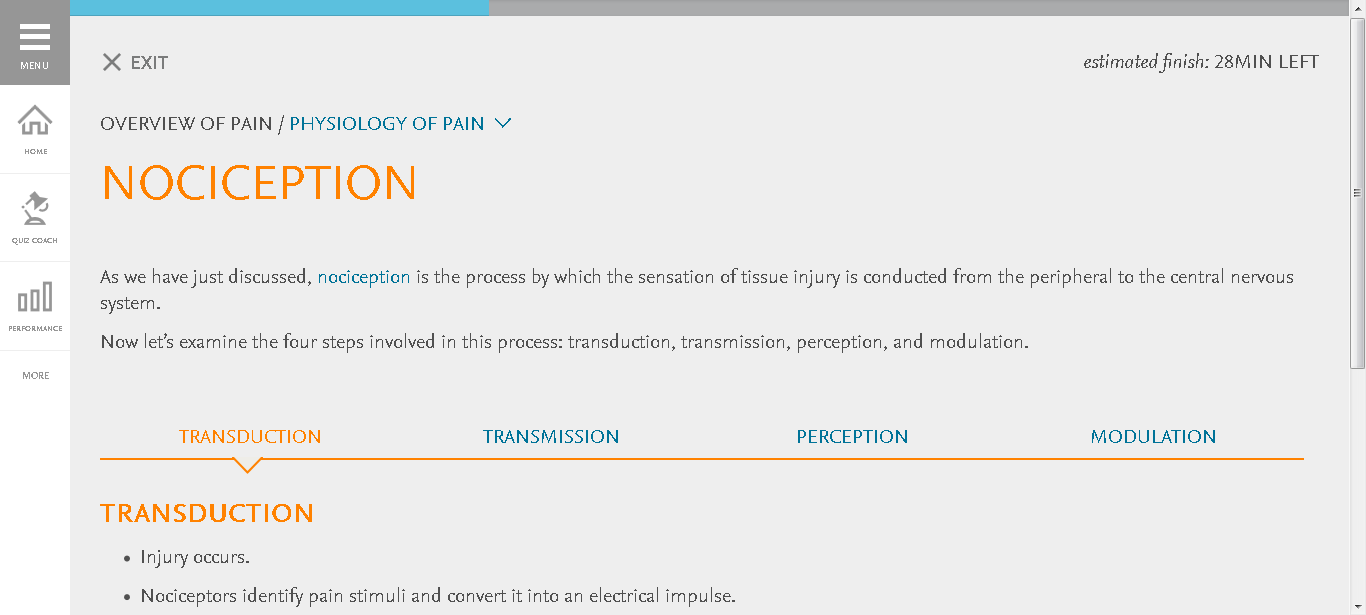 MENU
EXIT
estimated finish: 28MIN LEFT
HOME
OVERVIEW OF PAIN / PHYSIOLOGY OF PAIN
NOCICEPTION
QUIZ COACH
As we have just discussed, nociception is the process by which the sensation of tissue injury is conducted from the peripheral to the central nervous
system.
PERFORMANCE
Now let's examine the four steps involved in this process: transduction, transmission, perception, and modulation.
MORE
TRANSDUCTION TRANSMISSION PERCEPTION MODULATION
TRANSDUCTION
• Injury occurs.
• Nociceptors identify pain stimuli and convert it into an electrical impulse.